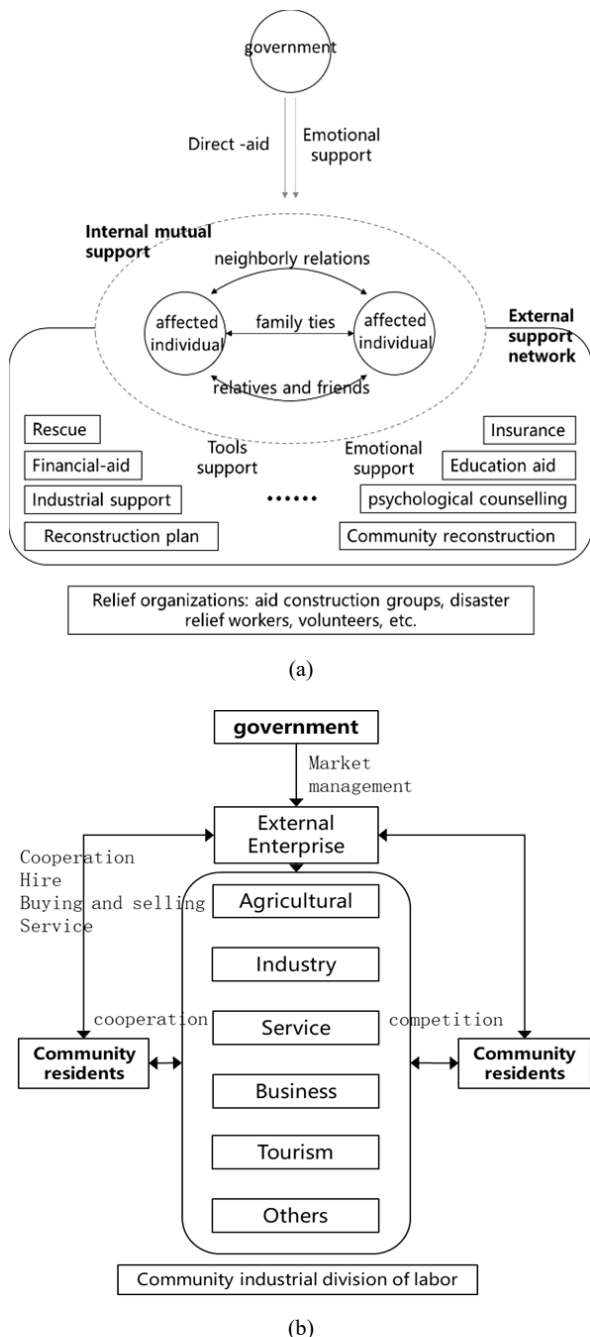 government
Direct -aid
Emotional
support
Internal mutual
support
neighborly relations
affected
individual
family ties
affected
individual
External
support
network
relatives and friends
Rescue
Tools
support
Emotional
support
Insurance
Financial-aid
Education aid
Industrial support
••••••
psychological counselling
Reconstruction plan
Community reconstruction
Relief organizations: aid construction groups, disaster
relief workers, volunteers, etc.
(a)
government
Market
management
External
Enterprise
Cooperation
Hire
Buying and selling
Service
Agricultural
Industry
cooperation
Service
competition
Community
residents
Community
residents
Business
Tourism
Others
Community industrial division of labor
(b)